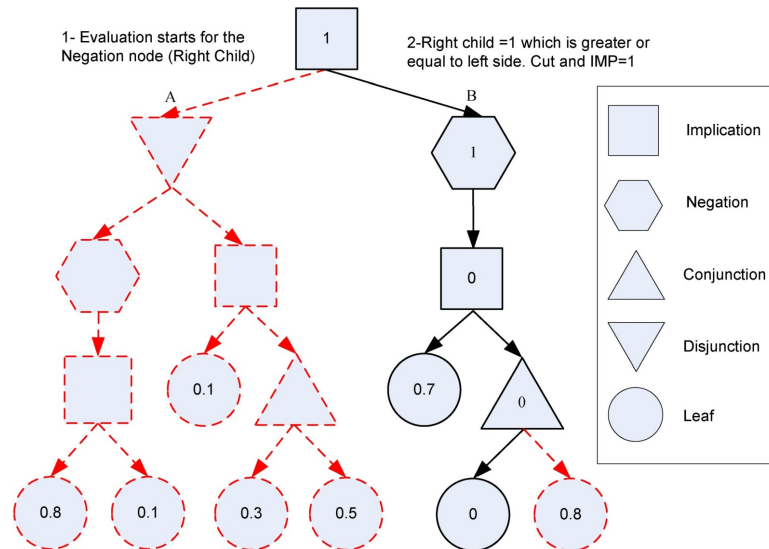 1- Evaluation starts for the
Negation node (Right Child)
1
2-Right child =1 which is greater or
equal to left side. Cut and IMP=1
A
B
1
0
0.1
0.7
0
0.8
0.1
0.3
0.5
0
0.8
Implication
Negation
Conjunction
Disjunction
Leaf